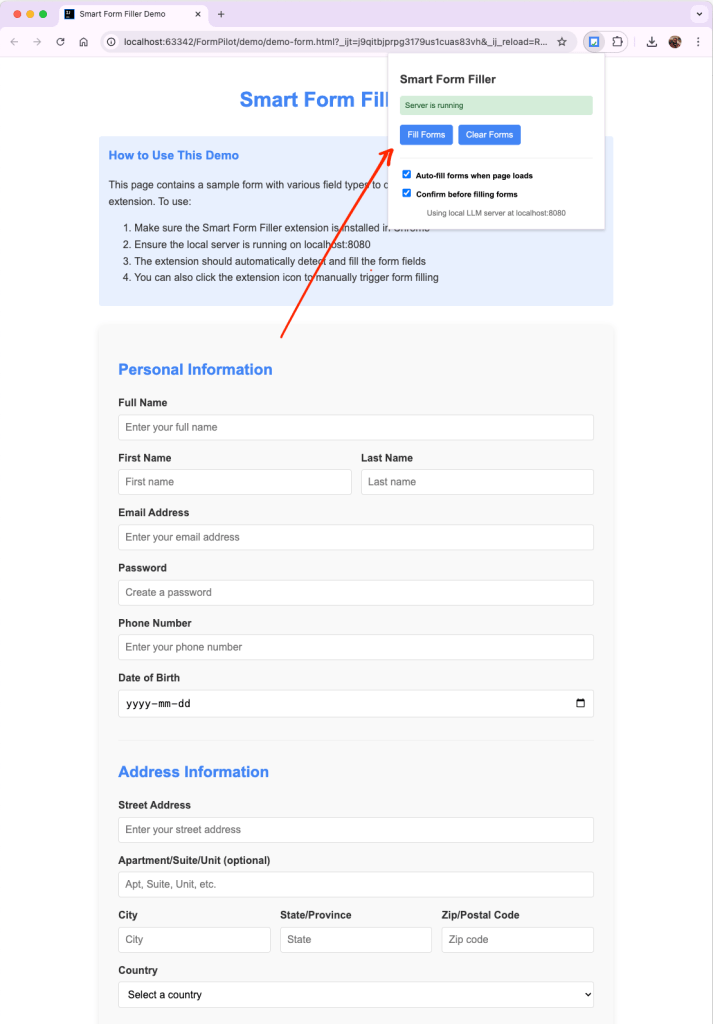 Smart Form Filler Demo
localhost:63342/FormPilot/demo/demo-form.html?_ijt=j9qitbjprpg3179us1cuas83vh&_ij_reload=R...
Smart Form Filler
Server is running
Fill Forms Clear Forms
Auto-fill forms when page loads
Confirm before filling forms
Using local LLM server at localhost:8080
Smart Form Fill
How to Use This Demo
This page contains a sample form with various field types to
extension. To use:
1. Make sure the Smart Form Filler extension is installed in Chrome
2. Ensure the local server is running on localhost:8080
3. The extension should automatically detect and fill the form fields
4. You can also click the extension icon to manually trigger form filling
Personal Information
Full Name
Enter your full name
First Name Last Name
First name Last name
Email Address
Enter your email address
Password
Create a password
Phone Number
Enter your phone number
Date of Birth
yyyy-mm-dd
Address Information
Street Address
Enter your street address
Apartment/Suite/Unit (optional)
Apt, Suite, Unit, etc.
City State/Province Zip/Postal Code
City State Zip code
Country
Select a country